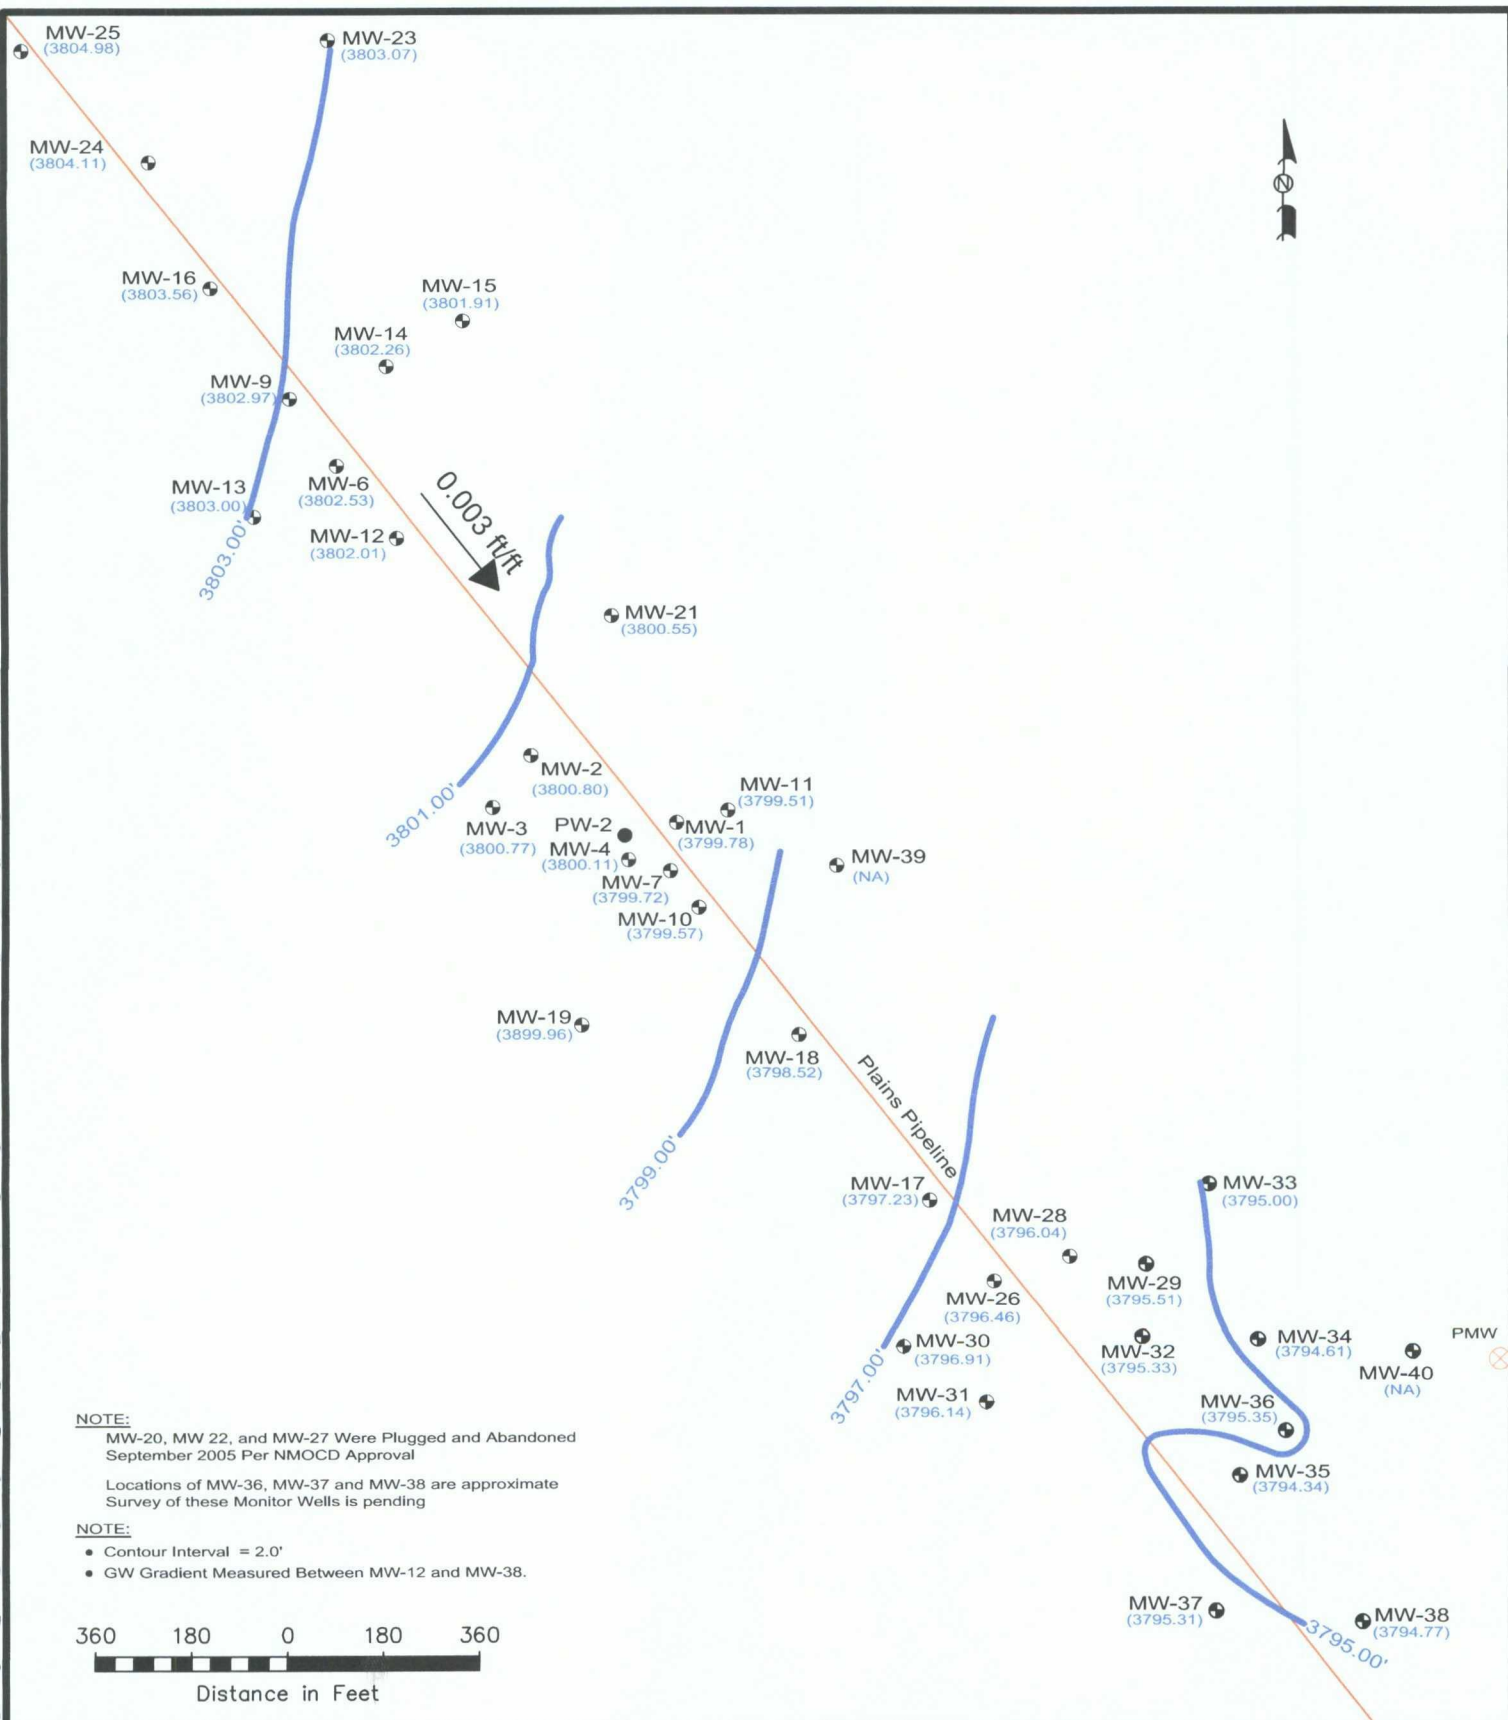 MW-25
(3804.98)
MW-23
(3803.07)
MW-24
(3804.11)
N
MW-16
(3803.56)
MW-15
(3801.91)
MW-14
(3802.26)
MW-9
(3802.97)
MW-13
(3803.00)
MW-6
(3802.53)
MW-12
(3802.01)
3803.00'
0.003 ft/ft
MW-21
(3800.55)
MW-2
(3800.80)
3801.00'
MW-3
(3800.77)
PW-2
MW-4
(3800.11)
MW-11
(3799.51)
MW-1
(3799.78)
MW-7
(3799.72)
MW-10
(3799.57)
MW-39
(NA)
MW-19
(3899.96)
MW-18
(3798.52)
3799.00'
Plains Pipeline
MW-17
(3797.23)
MW-28
(3796.04)
MW-33
(3795.00)
MW-29
(3795.51)
MW-26
(3796.46)
MW-30
(3796.91)
MW-32
(3795.33)
MW-34
(3794.61)
MW-40
(NA)
PMW
3797.00'
MW-31
(3796.14)
MW-36
(3795.35)
MW-35
(3794.34)
MW-37
(3795.31)
MW-38
(3794.77)
3795.00'
NOTE:
MW-20, MW 22, and MW-27 Were Plugged and Abandoned
September 2005 Per NMOCD Approval
Locations of MW-36, MW-37 and MW-38 are approximate
Survey of these Monitor Wells is pending
NOTE:
• Contour Interval = 2.0'
• GW Gradient Measured Between MW-12 and MW-38.
360 180 0 180 360
Distance in Feet